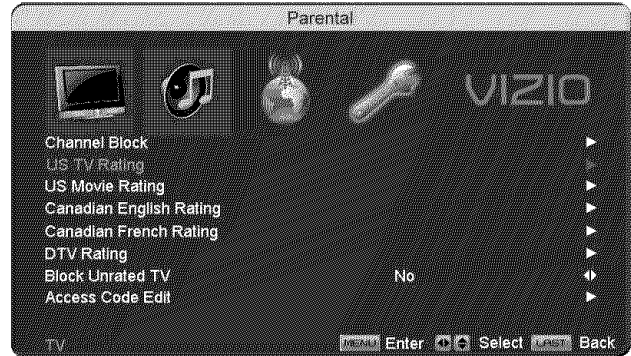 Parental
VIZIO
Channel Block
US TV Rating
US Movie Rating
Canadian English Rating
Canadian French Rating
DTV Rating
Block Unrated TV No
Access Code Edit
TV MENU Enter Select LAST Back